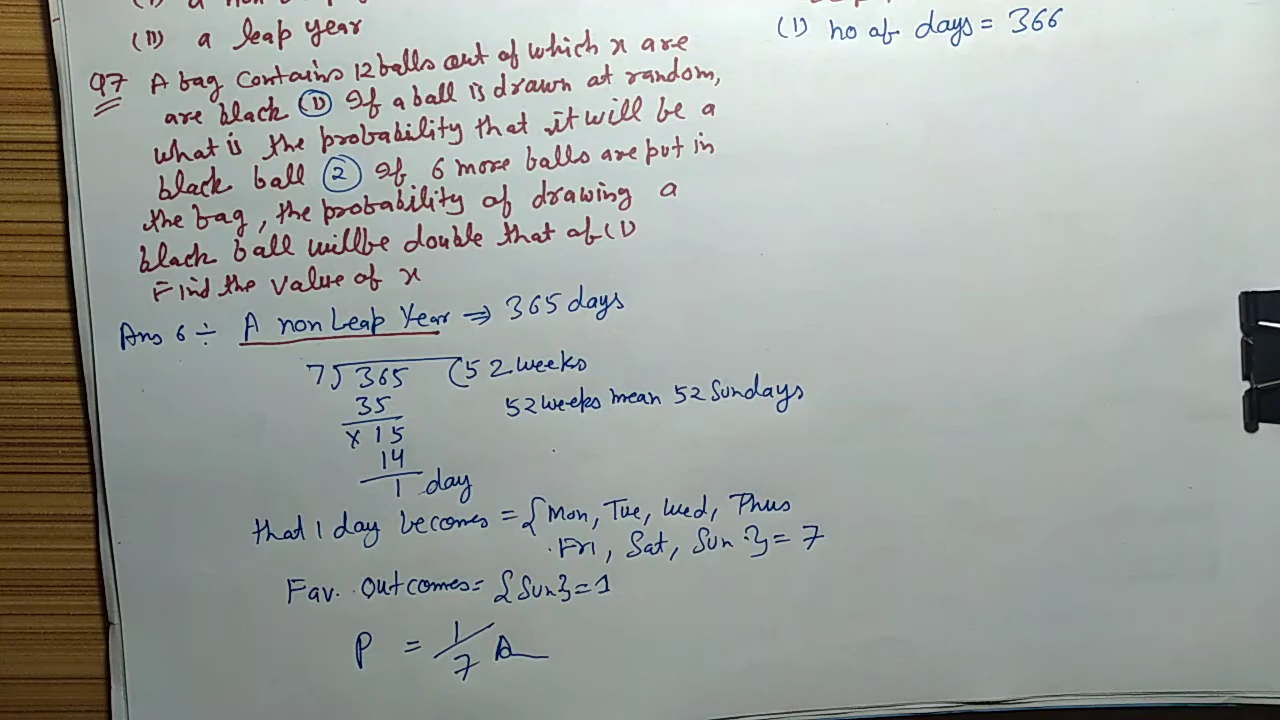 (II) a leap year
Q7 A bag contains 12 balls out of which x are
are black ① If a ball is drawn at random,
what is the probability that it will be a
black ball ② If 6 more balls are put in
the bag, the probability of drawing a
black ball will be double that of (1)
Find the value of x
Ans 6 ÷ A non Leap Year ⇒ 365 days
7) 365 (52 weeks
35
x 15
14
1 day
52 weeks mean 52 Sundays
that 1 day becomes = {Mon, Tue, Wed, Thus
Fri, Sat, Sun} = 7
Fav. outcomes = {Sun} = 1
P = 1/7 A
(1) no of days = 366